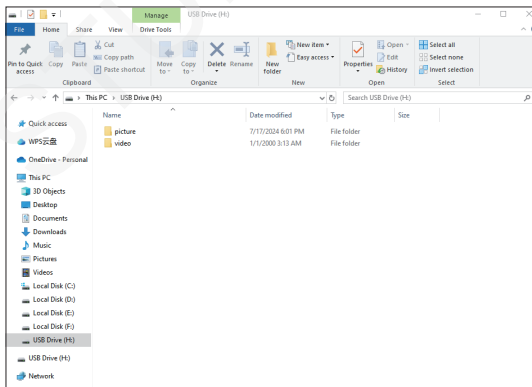 Manage
USB Drive (H:)
File
Home
Share
View
Drive Tools
Pin to Quick access
Copy
Paste
Cut
Copy path
Paste shortcut
Clipboard
Move to
Copy to
Delete
Rename
Organize
New folder
New item
Easy access
New
Properties
Open
Edit
History
Open
Select all
Select none
Invert selection
Select
This PC > USB Drive (H:)
Search USB Drive (H:)
Name
Date modified
Type
Size
picture
7/17/2024 6:01 PM
File folder
video
1/1/2000 3:13 AM
File folder
Quick access
WPS云盘
OneDrive - Personal
This PC
3D Objects
Desktop
Documents
Downloads
Music
Pictures
Videos
Local Disk (C:)
Local Disk (D:)
Local Disk (E:)
Local Disk (F:)
USB Drive (H:)
USB Drive (H:)
Network